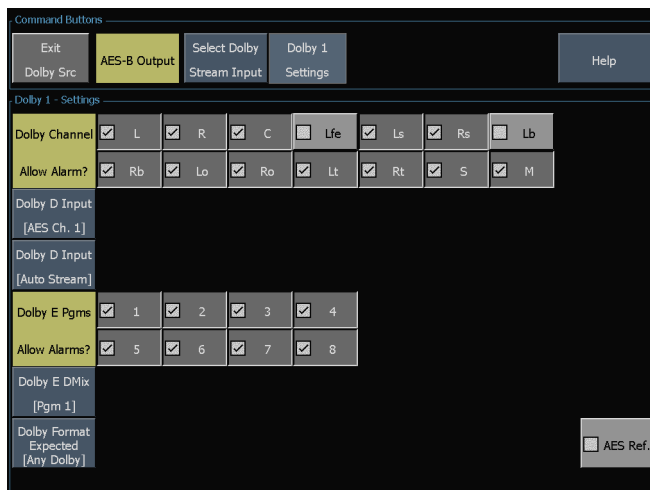 Command Buttons
Exit
Dolby Src
AES-B Output
Select Dolby
Stream Input
Dolby 1
Settings
Help
Dolby 1 - Settings
Dolby Channel
Allow Alarm?
L R C Lfe Ls Rs Lb
Rb Lo Ro Lt Rt S M
Dolby D Input
[AES Ch. 1]
Dolby D Input
[Auto Stream]
Dolby E Pgms
Allow Alarms?
1 2 3 4
5 6 7 8
Dolby E DMix
[Pgm 1]
Dolby Format
Expected
[Any Dolby]
AES Ref.